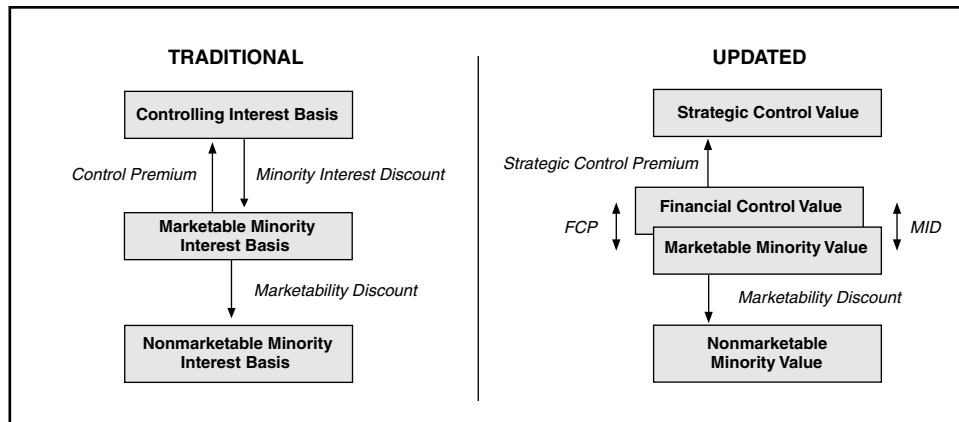 TRADITIONAL
Controlling Interest Basis
Control Premium
Minority Interest Discount
Marketable Minority
Interest Basis
Marketability Discount
Nonmarketable Minority
Interest Basis
UPDATED
Strategic Control Value
Strategic Control Premium
Financial Control Value
FCP
MID
Marketable Minority Value
Marketability Discount
Nonmarketable
Minority Value